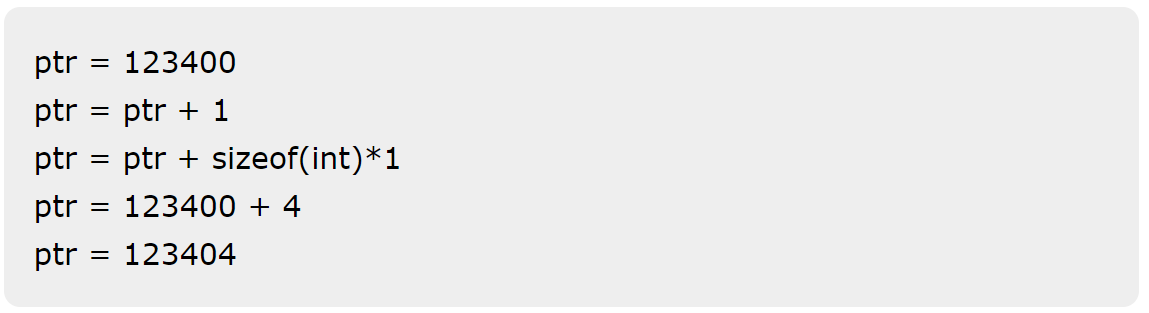 ptr = 123400
ptr = ptr + 1
ptr = ptr + sizeof(int)*1
ptr = 123400 + 4
ptr = 123404